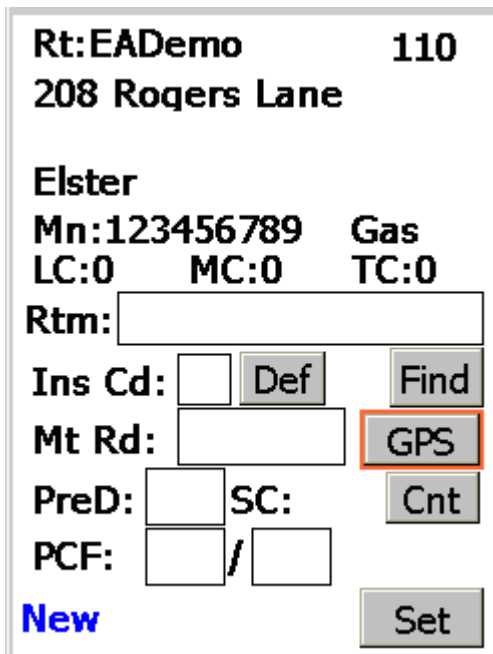 Rt:EADemo 110
208 Rogers Lane
Elster
Mn:123456789 Gas
LC:0 MC:0 TC:0
Rtm:
Ins Cd: Def Find
Mt Rd: GPS
PreD: SC: Cnt
PCF: /
New Set